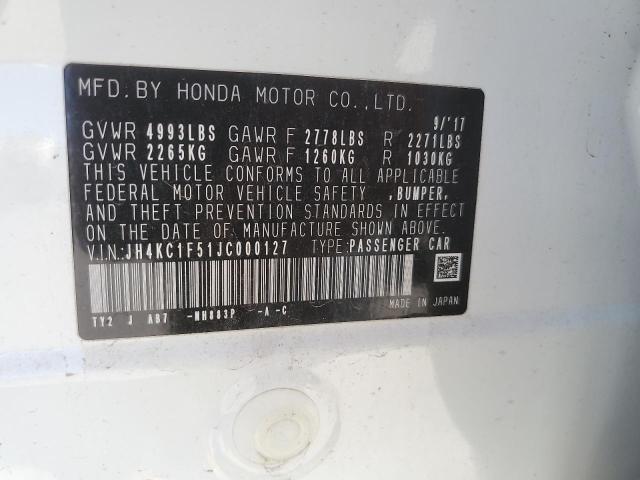 MFD. BY HONDA MOTOR CO., LTD.
9/'17
GVWR 4993LBS GAWR F 2778LBS R 2271LBS
GVWR 2265KG GAWR F 1260KG R 1030KG
THIS VEHICLE CONFORMS TO ALL APPLICABLE
FEDERAL MOTOR VEHICLE SAFETY ,BUMPER,
AND THEFT PREVENTION STANDARDS IN EFFECT
ON THE DATE OF MANUFACTURE SHOWN ABOVE.
V.I.N.:JH4KC1F51JC000127 TYPE:PASSENGER CAR
TY2 J AB7 -NH883P -A -C
MADE IN JAPAN